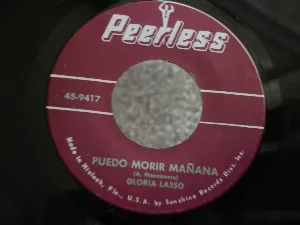 Peerless
45-9417
PUEDO MORIR MAÑANA
(A. Manzanero)
GLORIA LASSO
Made in Hialeah, Fla., U.S.A. by Sunshine Records Dist. Inc.